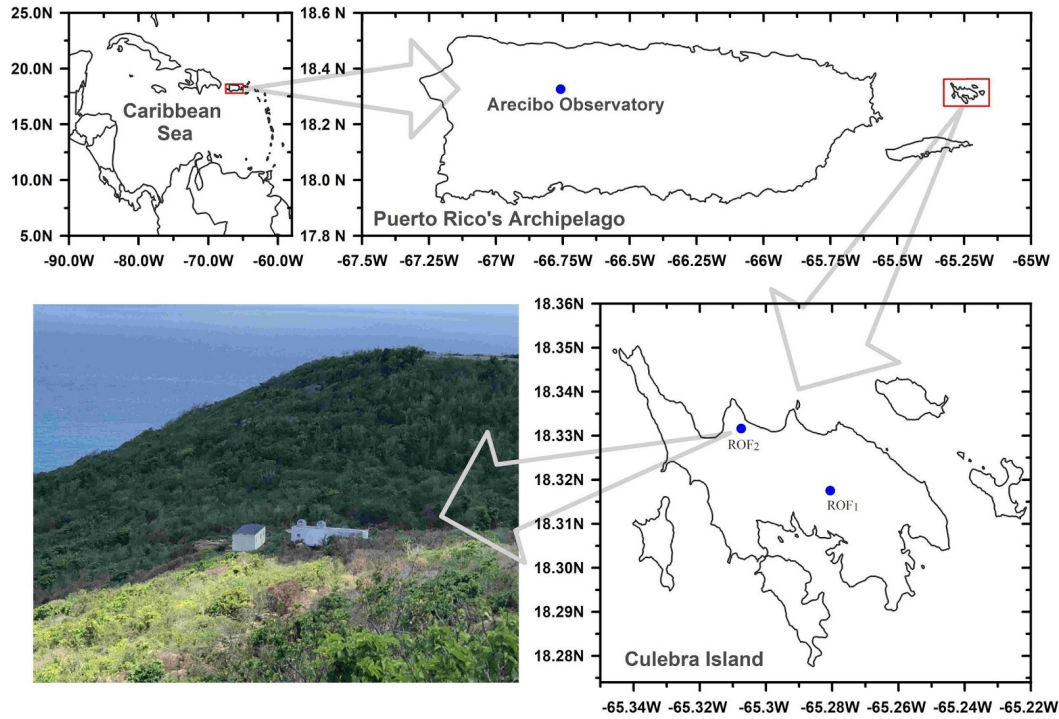 25.0N
20.0N
15.0N
10.0N
5.0N
-90.0W -80.0W -70.0W -60.0W
Caribbean
Sea
18.6 N
18.4 N
18.2 N
18.0 N
17.8 N
-67.5W -67.25W -67W -66.75W -66.5W -66.25W -66W -65.75W -65.5W -65.25W -65W
Arecibo Observatory
Puerto Rico's Archipelago
18.36N
18.35N
18.34N
18.33N
18.32N
18.31N
18.30N
18.29N
18.28N
ROF2
ROF1
Culebra Island
-65.34W -65.32W -65.3W -65.28W -65.26W -65.24W -65.22W